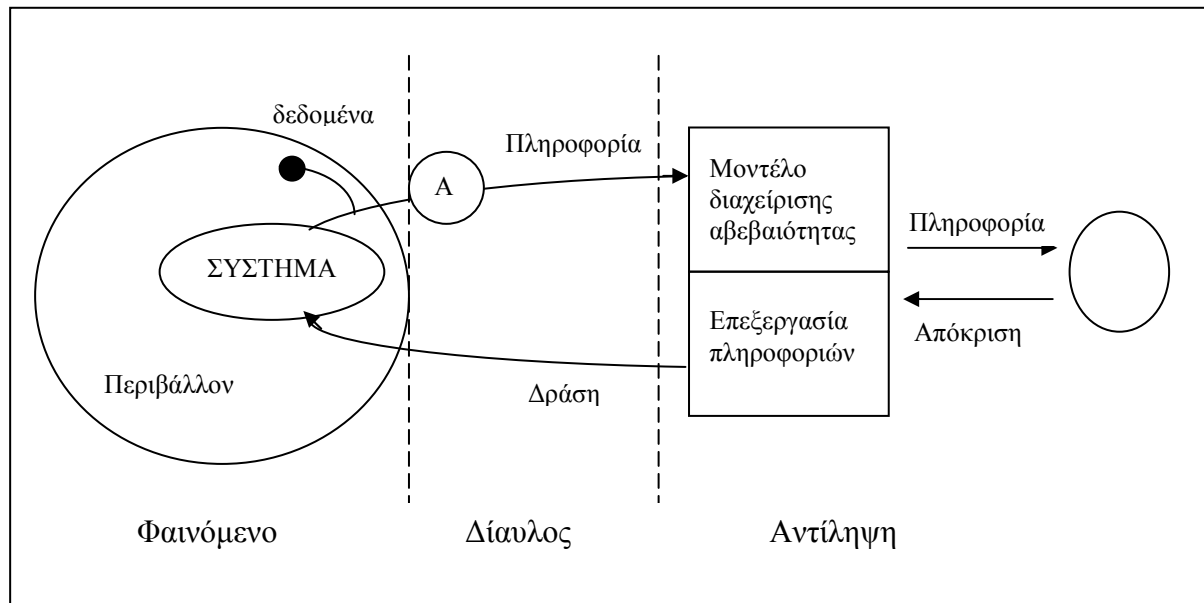 δεδομένα
Πληροφορία
Α
Μοντέλο
διαχείρισης
αβεβαιότητας
Πληροφορία
ΣΥΣΤΗΜΑ
Επεξεργασία
πληροφοριών
Απόκριση
Περιβάλλον
Δράση
Φαινόμενο
Δίαυλος
Αντίληψη